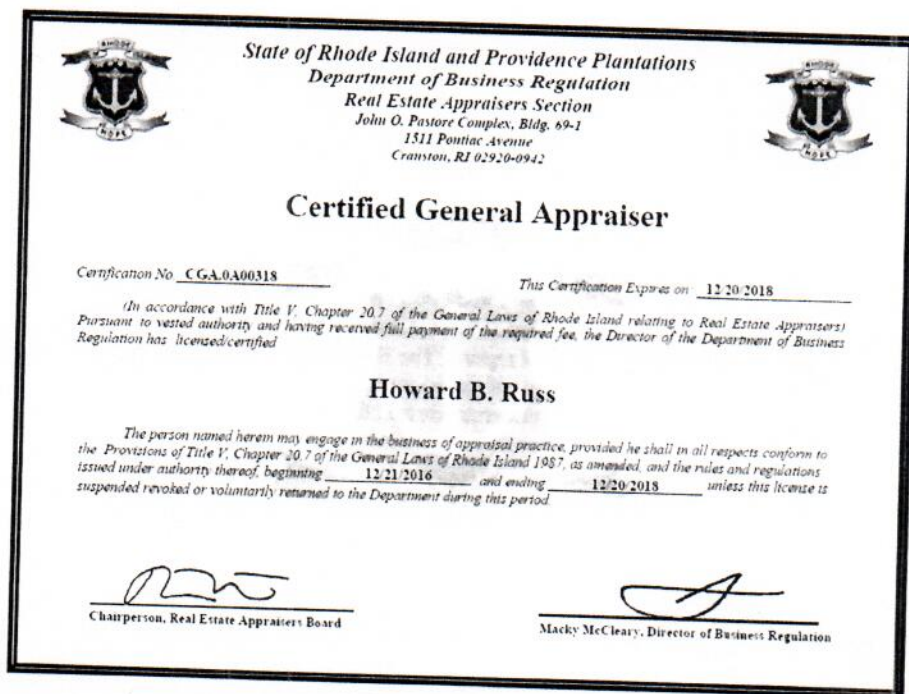 RHODE
HOPE
State of Rhode Island and Providence Plantations
Department of Business Regulation
Real Estate Appraisers Section
John O. Pastore Complex, Bldg. 69-1
1511 Pontiac Avenue
Cranston, RI 02920-0942
RHODE
HOPE
Certified General Appraiser
Certification No CGA.0A00318
This Certification Expires on 12/20/2018
(In accordance with Title V, Chapter 20.7 of the General Laws of Rhode Island relating to Real Estate Appraisers)
Pursuant to vested authority and having received full payment of the required fee, the Director of the Department of Business
Regulation has licensed/certified
Howard B. Russ
The person named herein may engage in the business of appraisal practice, provided he shall in all respects conform to
the Provisions of Title V, Chapter 20.7 of the General Laws of Rhode Island 1987, as amended, and the rules and regulations
issued under authority thereof, beginning 12/21/2016 and ending 12/20/2018 unless this license is
suspended revoked or voluntarily returned to the Department during this period.
Chairperson, Real Estate Appraisers Board
Macky McCleary, Director of Business Regulation